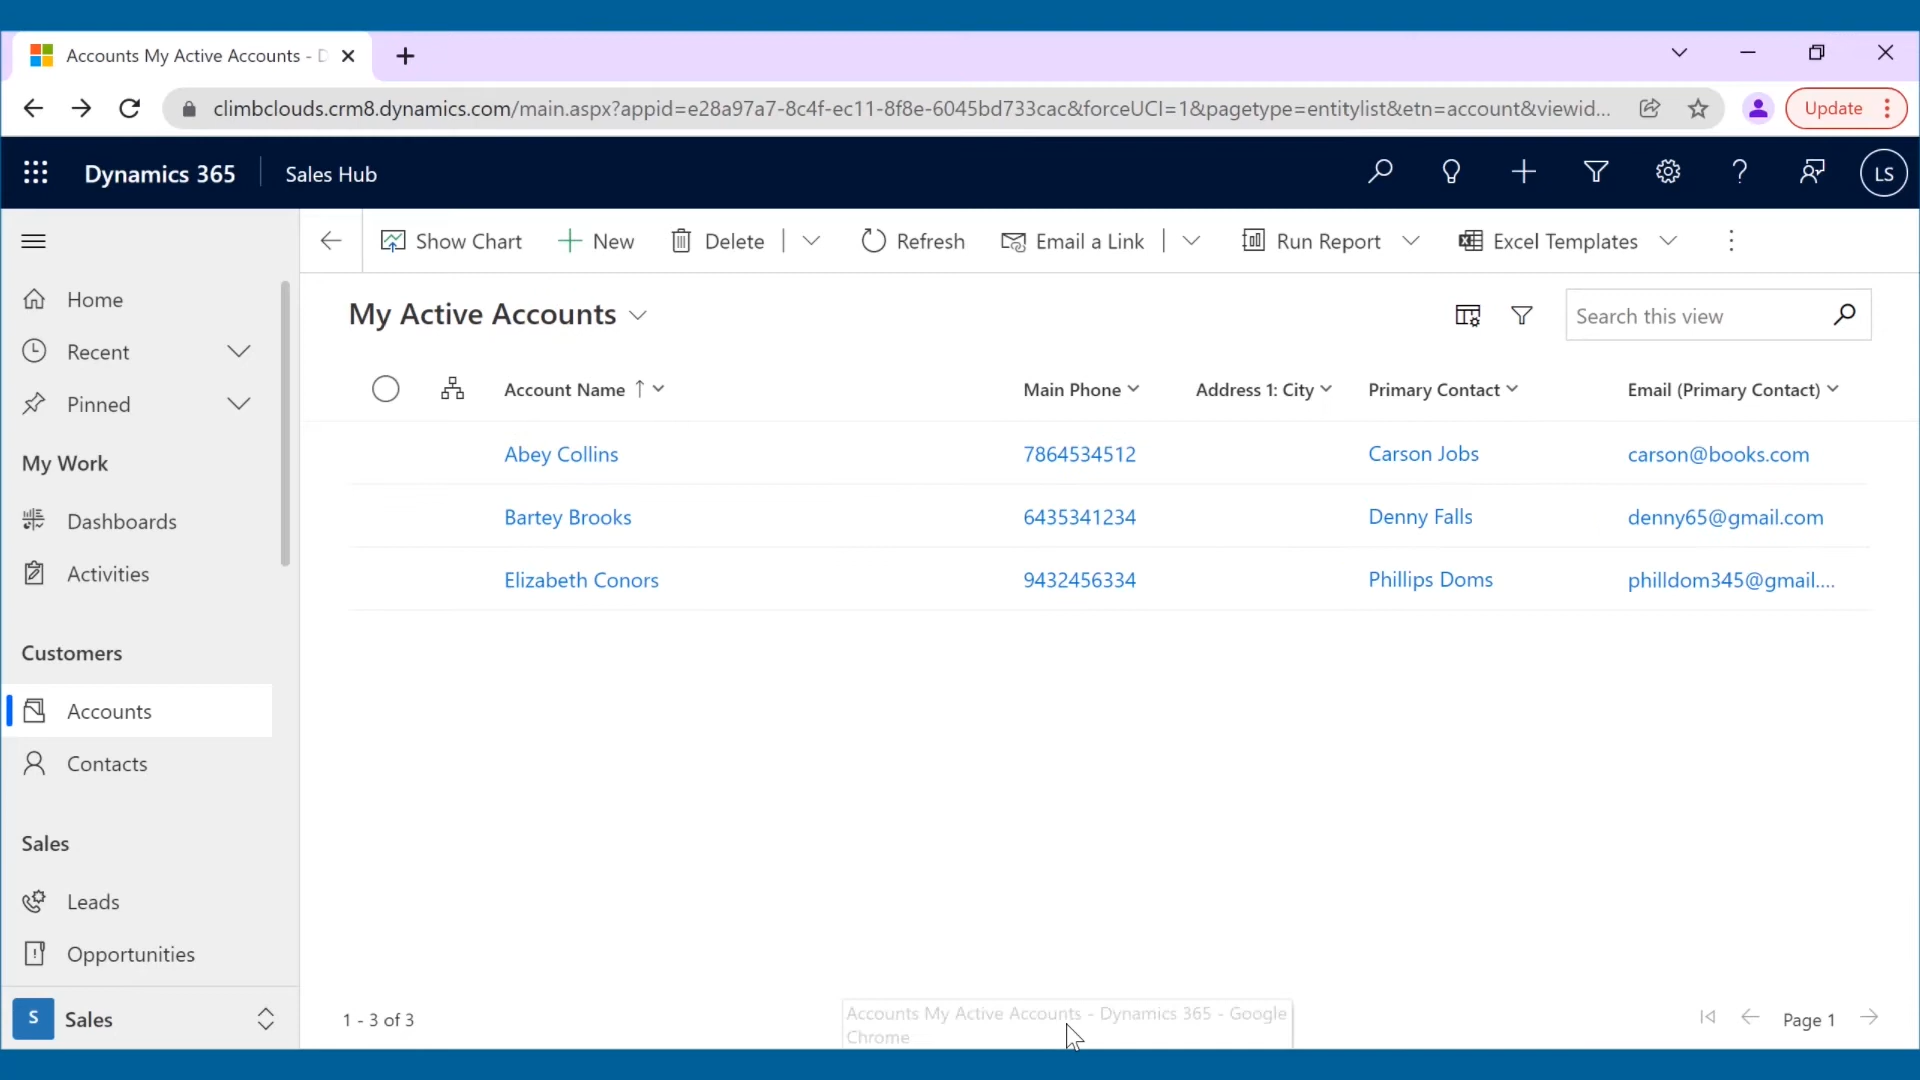 Accounts My Active Accounts - D
climbclouds.crm8.dynamics.com/main.aspx?appid=e28a97a7-8c4f-ec11-8f8e-6045bd733cac&forceUCI=1&pagetype=entitylist&etn=account&viewid...
Update
Dynamics 365 Sales Hub
LS
Show Chart New Delete Refresh Email a Link Run Report Excel Templates
Home
Recent
Pinned
My Work
Dashboards
Activities
Customers
Accounts
Contacts
Sales
Leads
Opportunities
S Sales
My Active Accounts
Search this view
Account Name Main Phone Address 1: City Primary Contact Email (Primary Contact)
Abey Collins 7864534512 Carson Jobs carson@books.com
Bartey Brooks 6435341234 Denny Falls denny65@gmail.com
Elizabeth Conors 9432456334 Phillips Doms philldom345@gmail....
1 - 3 of 3
Accounts My Active Accounts - Dynamics 365 - Google
Chrome
Page 1